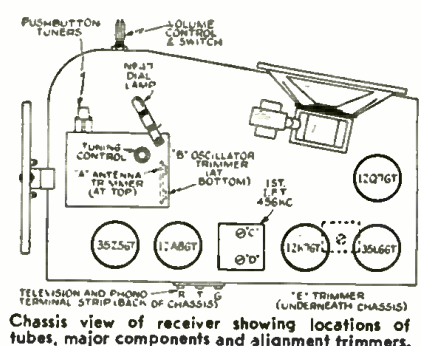 PUSHBUTTON
TUNERS
VOLUME
CONTROL
& SWITCH
Nº 47
DIAL
LAMP
TUNING
CONTROL
"A" ANTENNA
TRIMMER
(AT TOP)
"B" OSCILLATOR
TRIMMER
(AT
BOTTOM)
1ST.
I.F.T.
456KC
"C"
"D"
12Q7GT
35Z5GT
12A8GT
12K7GT
35L6GT
TELEVISION AND PHONO
TERMINAL STRIP (BACK OF CHASSIS)
R T G
"E" TRIMMER
(UNDERNEATH CHASSIS)
Chassis view of receiver showing locations of
tubes, major components and alignment trimmers.